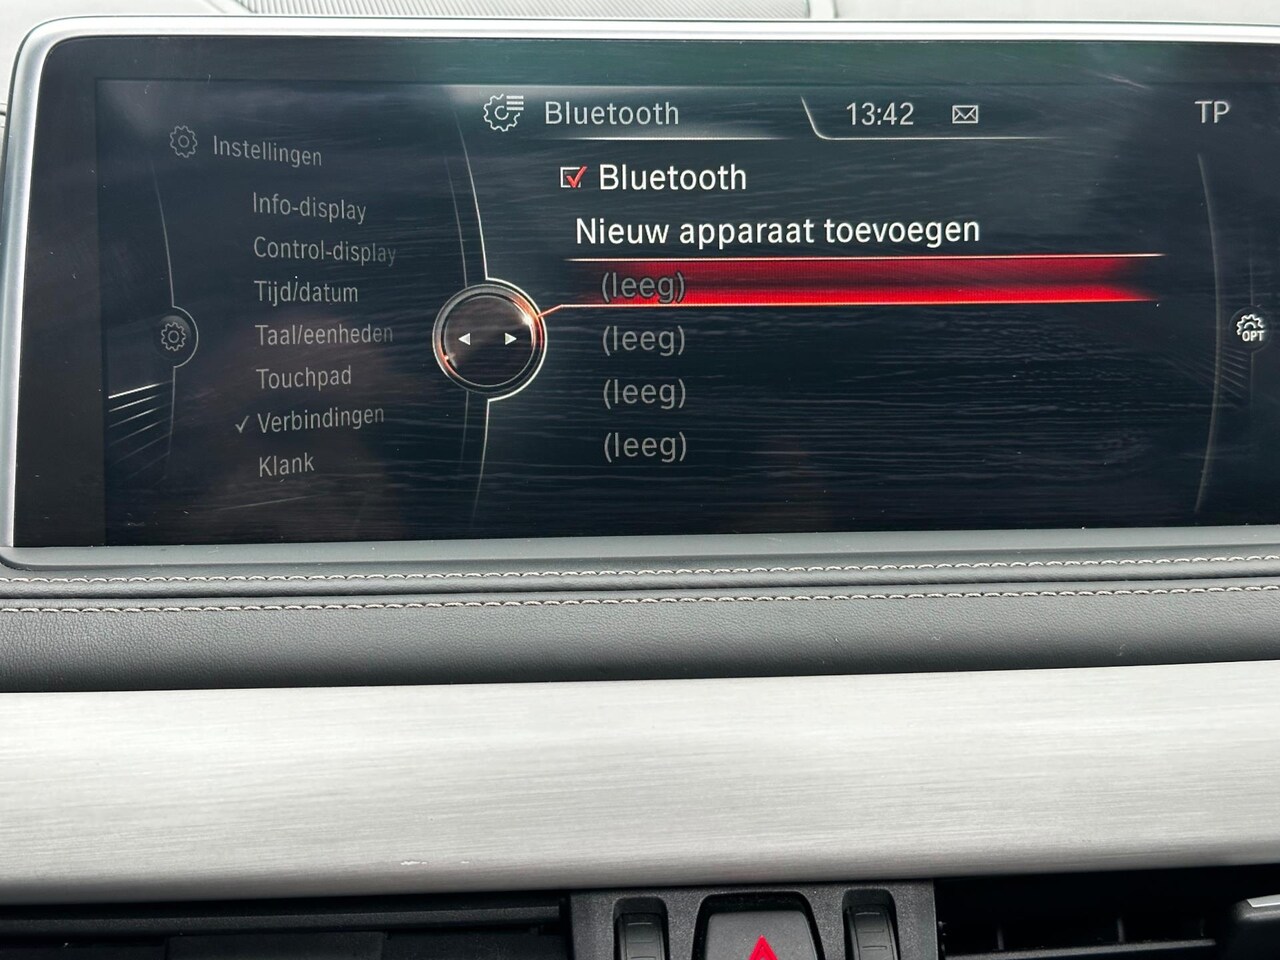 Bluetooth 13:42 TP
Instellingen
Info-display
Control-display
Tijd/datum
Taal/eenheden
Touchpad
✓ Verbindingen
Klank
Bluetooth
Nieuw apparaat toevoegen
(leeg)
(leeg)
(leeg)
(leeg)
OPT